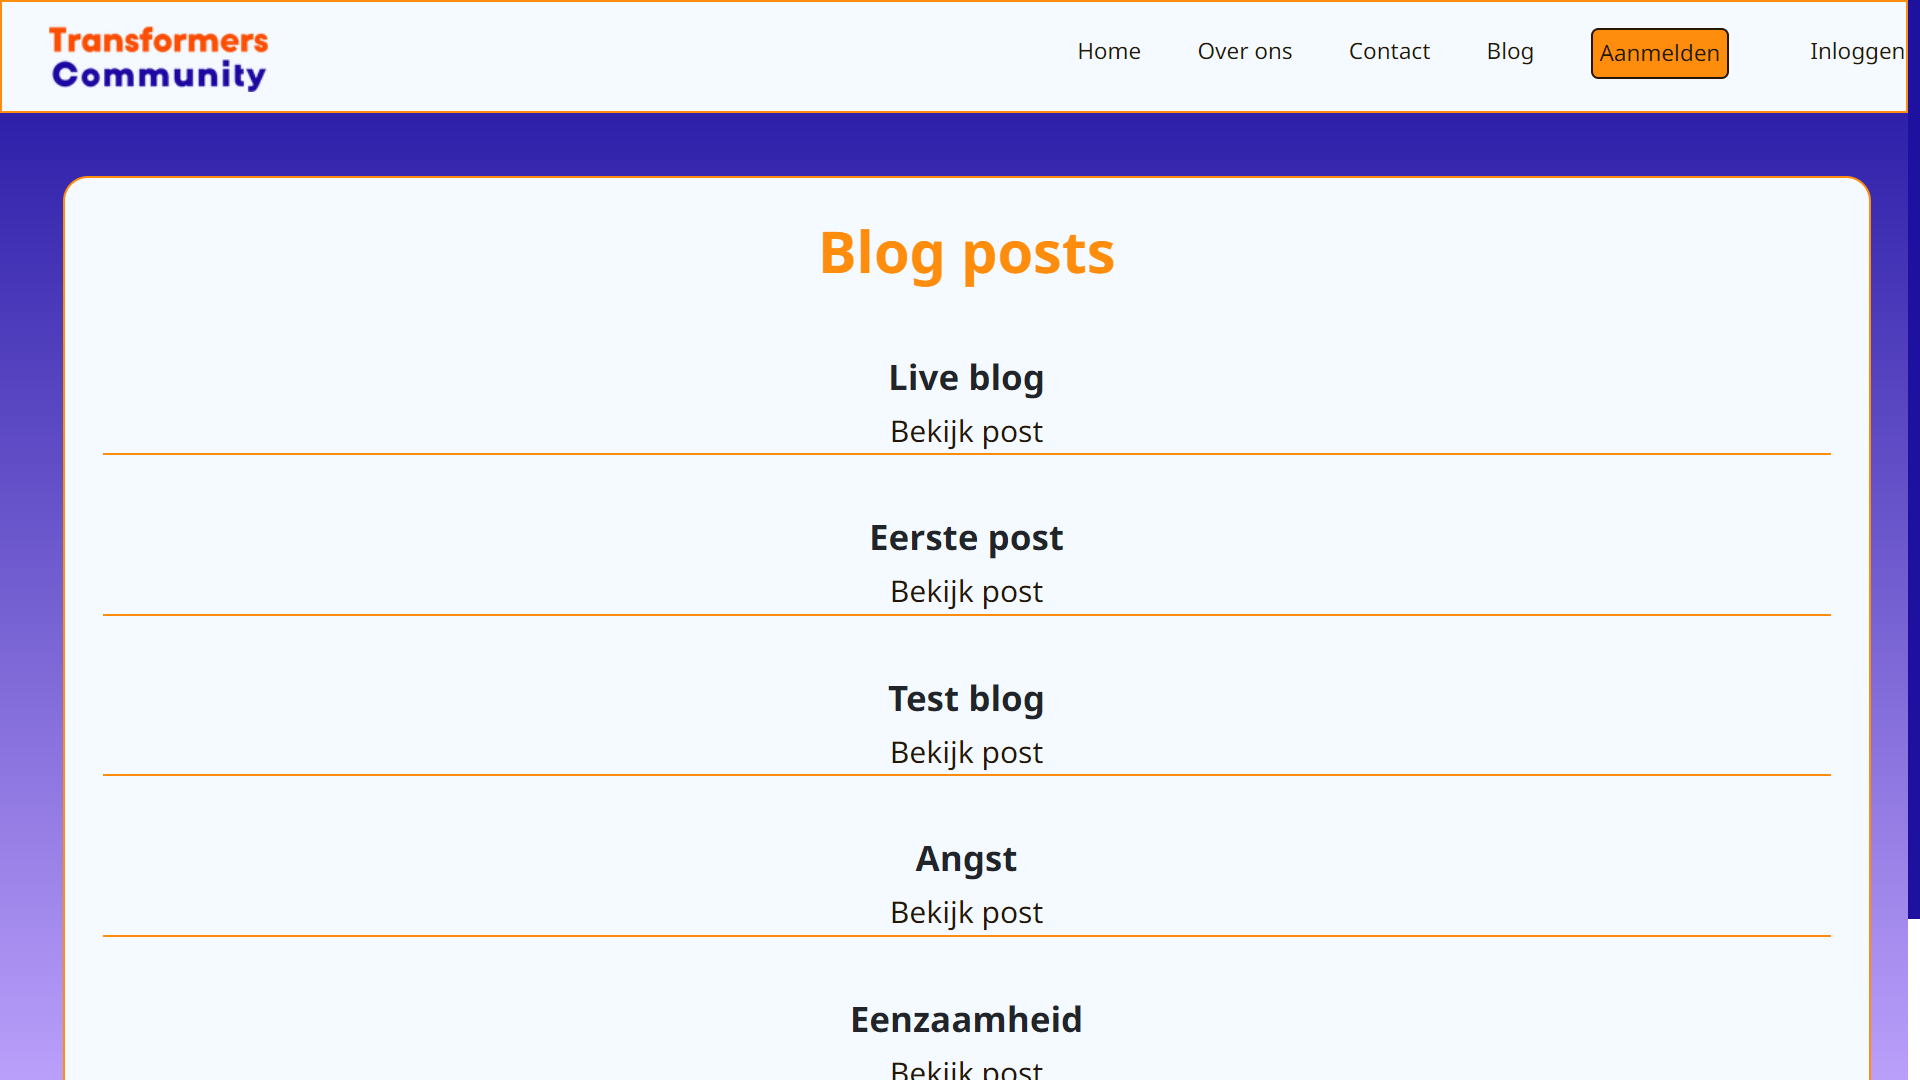 Transformers
Community
Home
Over ons
Contact
Blog
Aanmelden
Inloggen
Blog posts
Live blog
Bekijk post
Eerste post
Bekijk post
Test blog
Bekijk post
Angst
Bekijk post
Eenzaamheid
Bekijk post